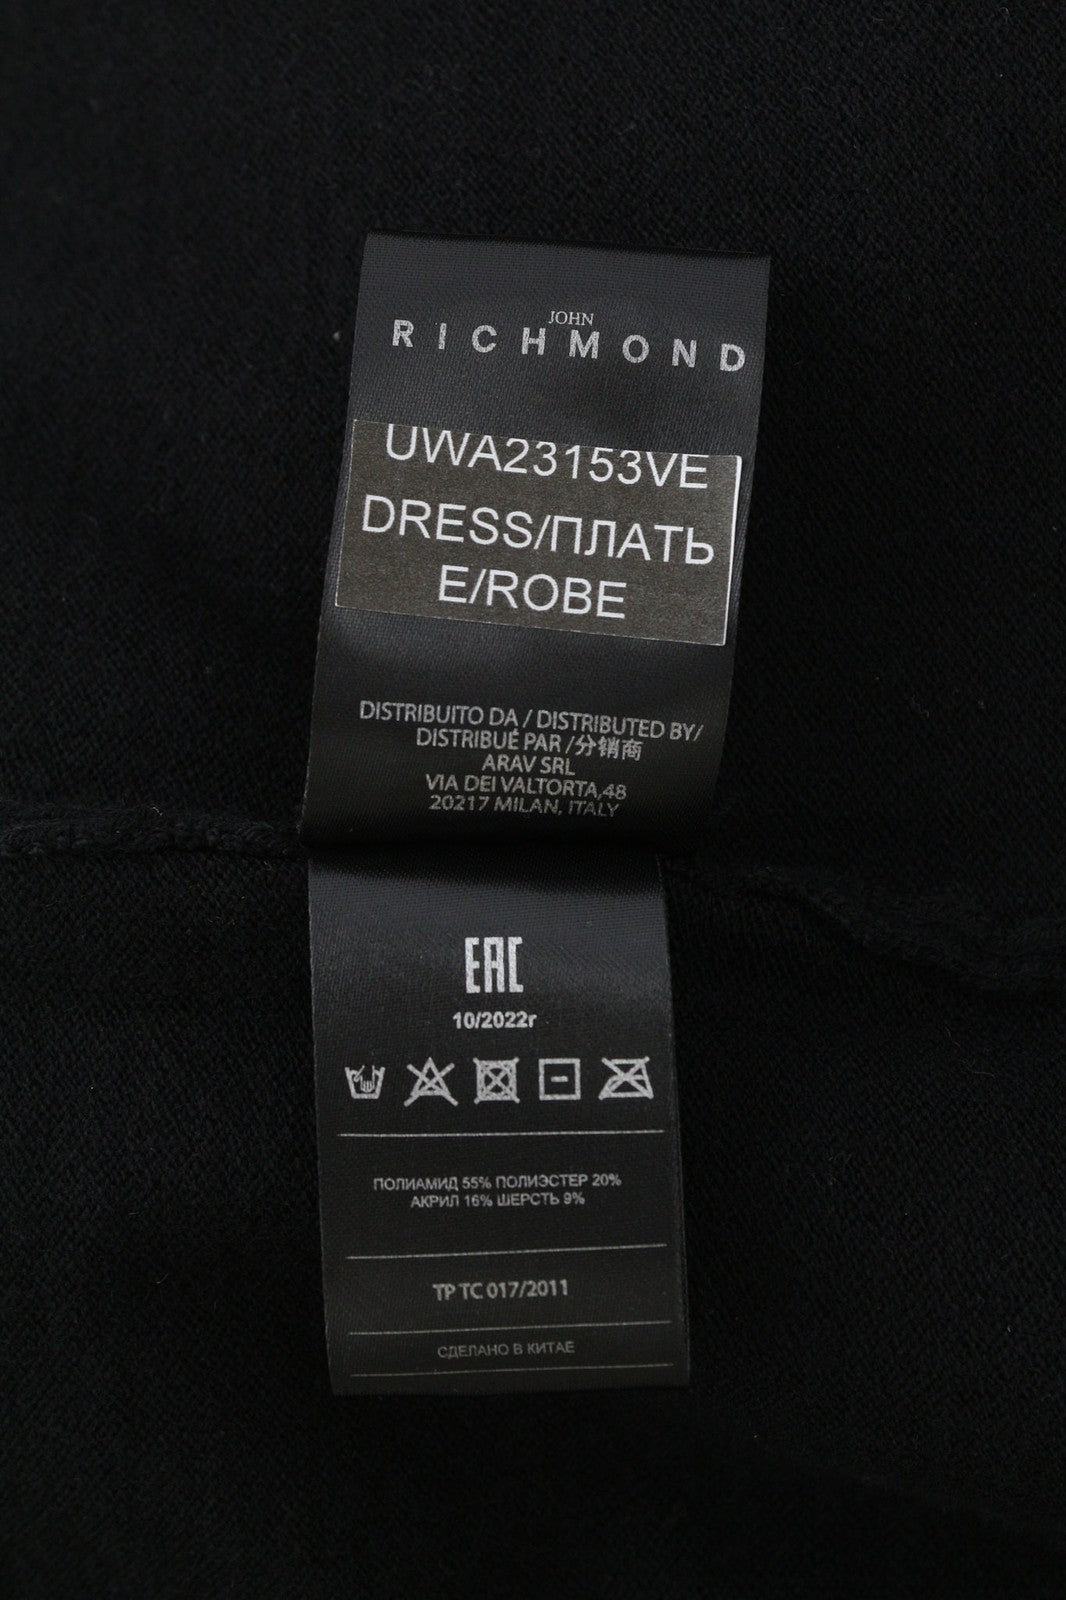 JOHN
RICHMOND
UWA23153VE
DRESS/ПЛАТЬ
E/ROBE
DISTRIBUITO DA / DISTRIBUTED BY/
DISTRIBUÉ PAR /分销商
ARAV SRL
VIA DEI VALTORTA,48
20217 MILAN, ITALY
EAC
10/2022г
ПОЛИАМИД 55% ПОЛИЭСТЕР 20%
АКРИЛ 16% ШЕРСТЬ 9%
ТР ТС 017/2011
СДЕЛАНО В КИТАЕ